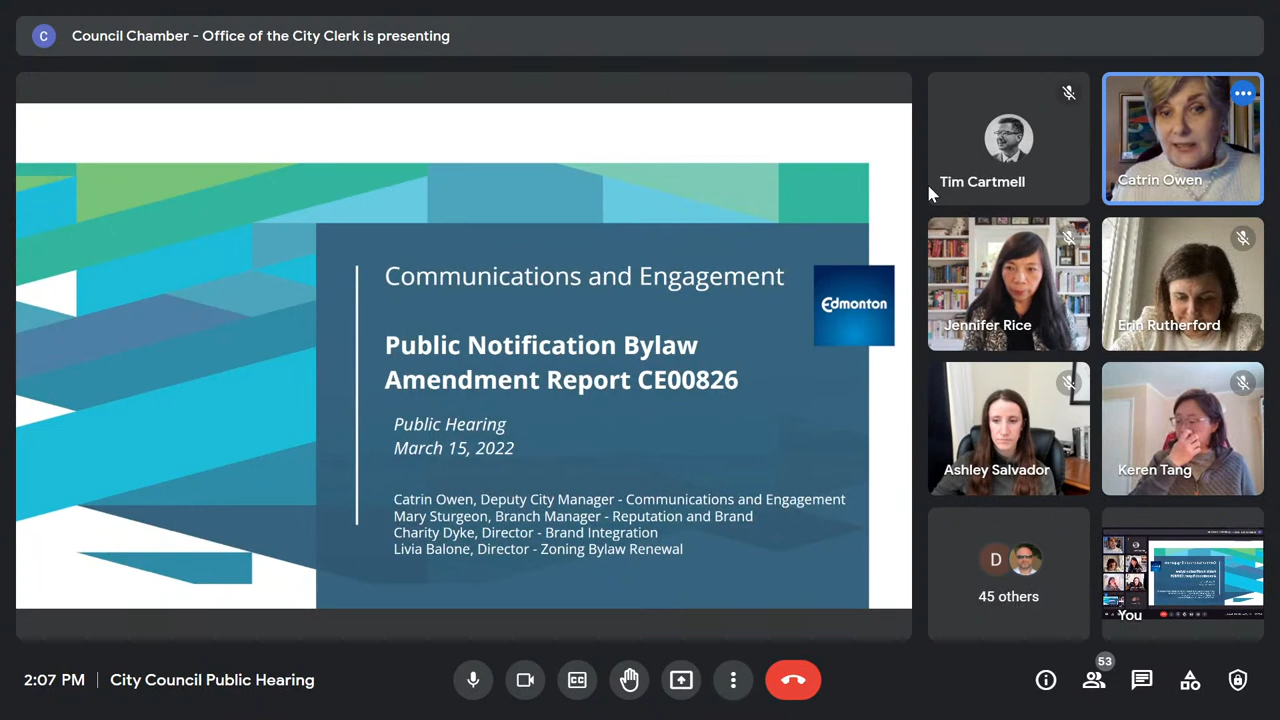 C
Council Chamber - Office of the City Clerk is presenting
Communications and Engagement
Edmonton
Public Notification Bylaw
Amendment Report CE00826
Public Hearing
March 15, 2022
Catrin Owen, Deputy City Manager - Communications and Engagement
Mary Sturgeon, Branch Manager - Reputation and Brand
Charity Dyke, Director - Brand Integration
Livia Balone, Director - Zoning Bylaw Renewal
Tim Cartmell
Catrin Owen
Jennifer Rice
Erin Rutherford
Ashley Salvador
Keren Tang
D
45 others
You
2:07 PM
City Council Public Hearing
53